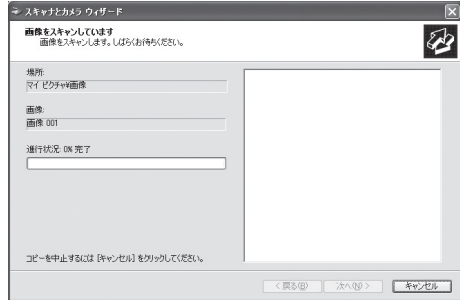 スキャナとカメラ ウィザード
画像をスキャンしています
画像をスキャンします。しばらくお待ちください。
場所:
マイ ピクチャ¥画像
画像:
画像 001
進行状況: 0% 完了
コピーを中止するには [キャンセル] をクリックしてください。
< 戻る(B) 次へ(N) > キャンセル